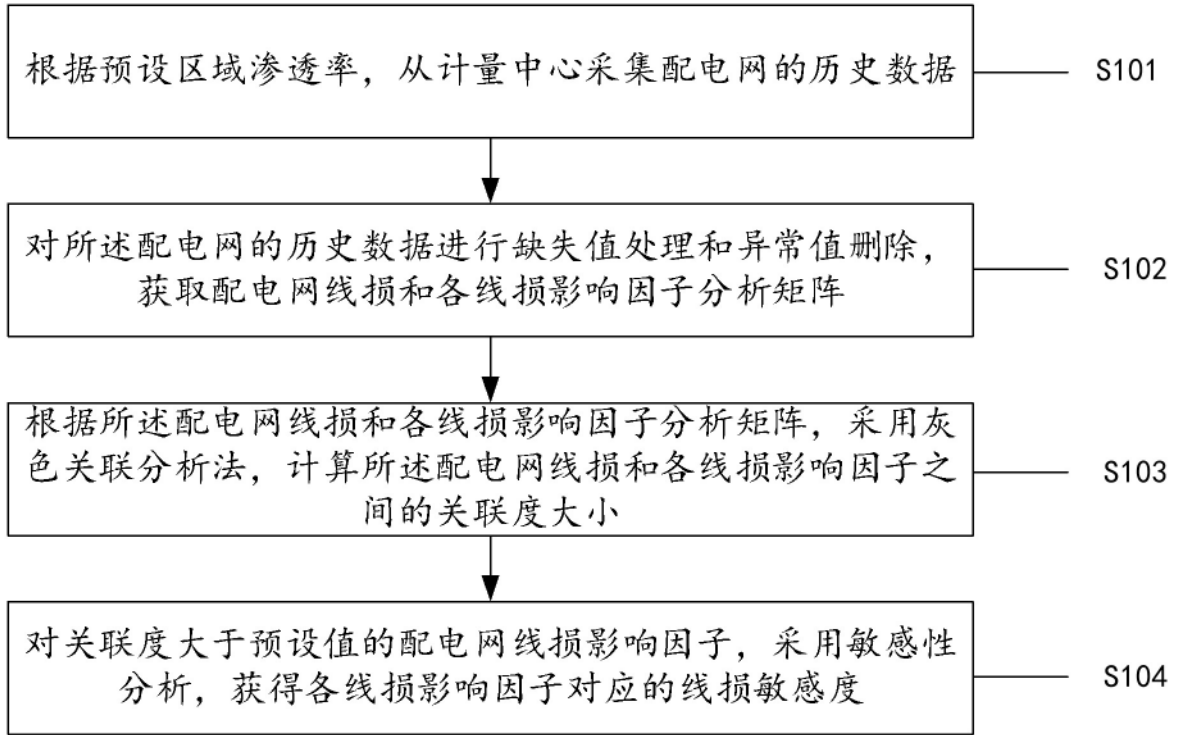 根据预设区域渗透率，从计量中心采集配电网的历史数据
S101
对所述配电网的历史数据进行缺失值处理和异常值删除，
获取配电网线损和各线损影响因子分析矩阵
S102
根据所述配电网线损和各线损影响因子分析矩阵，采用灰
色关联分析法，计算所述配电网线损和各线损影响因子之
间的关联度大小
S103
对关联度大于预设值的配电网线损影响因子，采用敏感性
分析，获得各线损影响因子对应的线损敏感度
S104